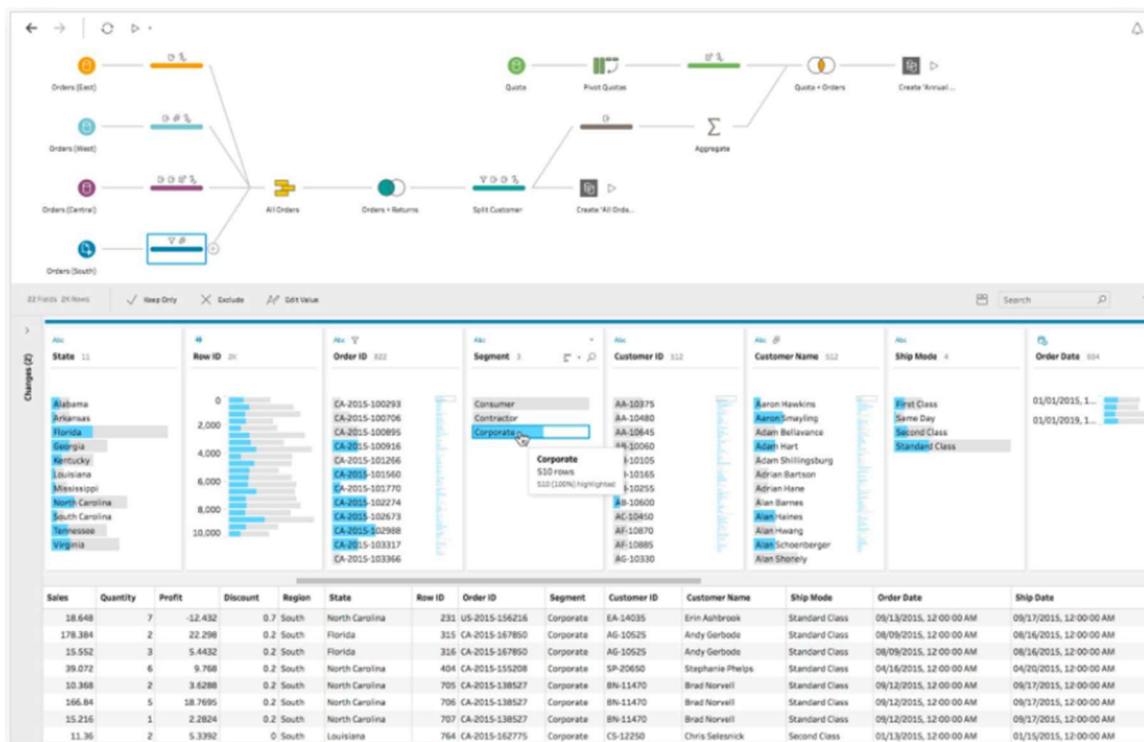 Orders (East)
Quota
Pivot Quotas
Quota + Orders
Create 'Annual ...
Orders (West)
Aggregate
Orders (Central)
All Orders
Orders + Returns
Split Customer
Create 'All Orde...
Orders (South)
22 Fields 2K Rows
Keep Only
Exclude
Edit Value
Search
Changes (2)
Abc
State 11
Alabama
Arkansas
Florida
Georgia
Kentucky
Louisiana
Mississippi
North Carolina
South Carolina
Tennessee
Virginia
#
Row ID 2K
0
2,000
4,000
6,000
8,000
10,000
Abc
Order ID 822
CA-2015-100293
CA-2015-100706
CA-2015-100895
CA-2015-100916
CA-2015-101266
CA-2015-101560
CA-2015-101770
CA-2015-102274
CA-2015-102673
CA-2015-102988
CA-2015-103317
CA-2015-103366
Abc
Segment 3
Consumer
Contractor
Corporate
Corporate
510 rows
510 (100%) highlighted
Abc
Customer ID 512
AA-10375
AA-10480
AA-10645
AB-10060
-10105
-10165
-10255
AB-10600
AC-10450
AF-10870
AF-10885
AG-10330
Abc
Customer Name 512
Aaron Hawkins
Aaron Smayling
Adam Bellavance
Adam Hart
Adam Shillingsburg
Adrian Barton
Adrian Hane
Alan Barnes
Alan Haines
Alan Hwang
Alan Schoenberger
Alan Shonely
Abc
Ship Mode 4
First Class
Same Day
Second Class
Standard Class
Order Date 604
01/01/2015, 1...
01/01/2019, 1...
Sales Quantity Profit Discount Region State Row ID Order ID Segment Customer ID Customer Name Ship Mode Order Date Ship Date
18.648 7 -12.432 0.7 South North Carolina 231 US-2015-156216 Corporate EA-14035 Erin Ashbrook Standard Class 09/13/2015, 12:00:00 AM 09/17/2015, 12:00:00 AM
178.384 2 22.298 0.2 South Florida 315 CA-2015-167850 Corporate AG-10525 Andy Gerbode Standard Class 08/09/2015, 12:00:00 AM 08/16/2015, 12:00:00 AM
15.552 3 5.4432 0.2 South Florida 316 CA-2015-167850 Corporate AG-10525 Andy Gerbode Standard Class 08/09/2015, 12:00:00 AM 08/16/2015, 12:00:00 AM
39.072 6 9.768 0.2 South North Carolina 404 CA-2015-155208 Corporate SP-20650 Stephanie Phelps Standard Class 04/16/2015, 12:00:00 AM 04/20/2015, 12:00:00 AM
10.368 2 3.6288 0.2 South North Carolina 705 CA-2015-138527 Corporate BN-11470 Brad Norvell Standard Class 09/12/2015, 12:00:00 AM 09/17/2015, 12:00:00 AM
166.84 5 18.7695 0.2 South North Carolina 706 CA-2015-138527 Corporate BN-11470 Brad Norvell Standard Class 09/12/2015, 12:00:00 AM 09/17/2015, 12:00:00 AM
15.216 1 2.2824 0.2 South North Carolina 707 CA-2015-138527 Corporate BN-11470 Brad Norvell Standard Class 09/12/2015, 12:00:00 AM 09/17/2015, 12:00:00 AM
11.36 2 5.3392 0 South Louisiana 764 CA-2015-162775 Corporate CS-12250 Chris Selesnick Second Class 01/13/2015, 12:00:00 AM 01/15/2015, 12:00:00 AM